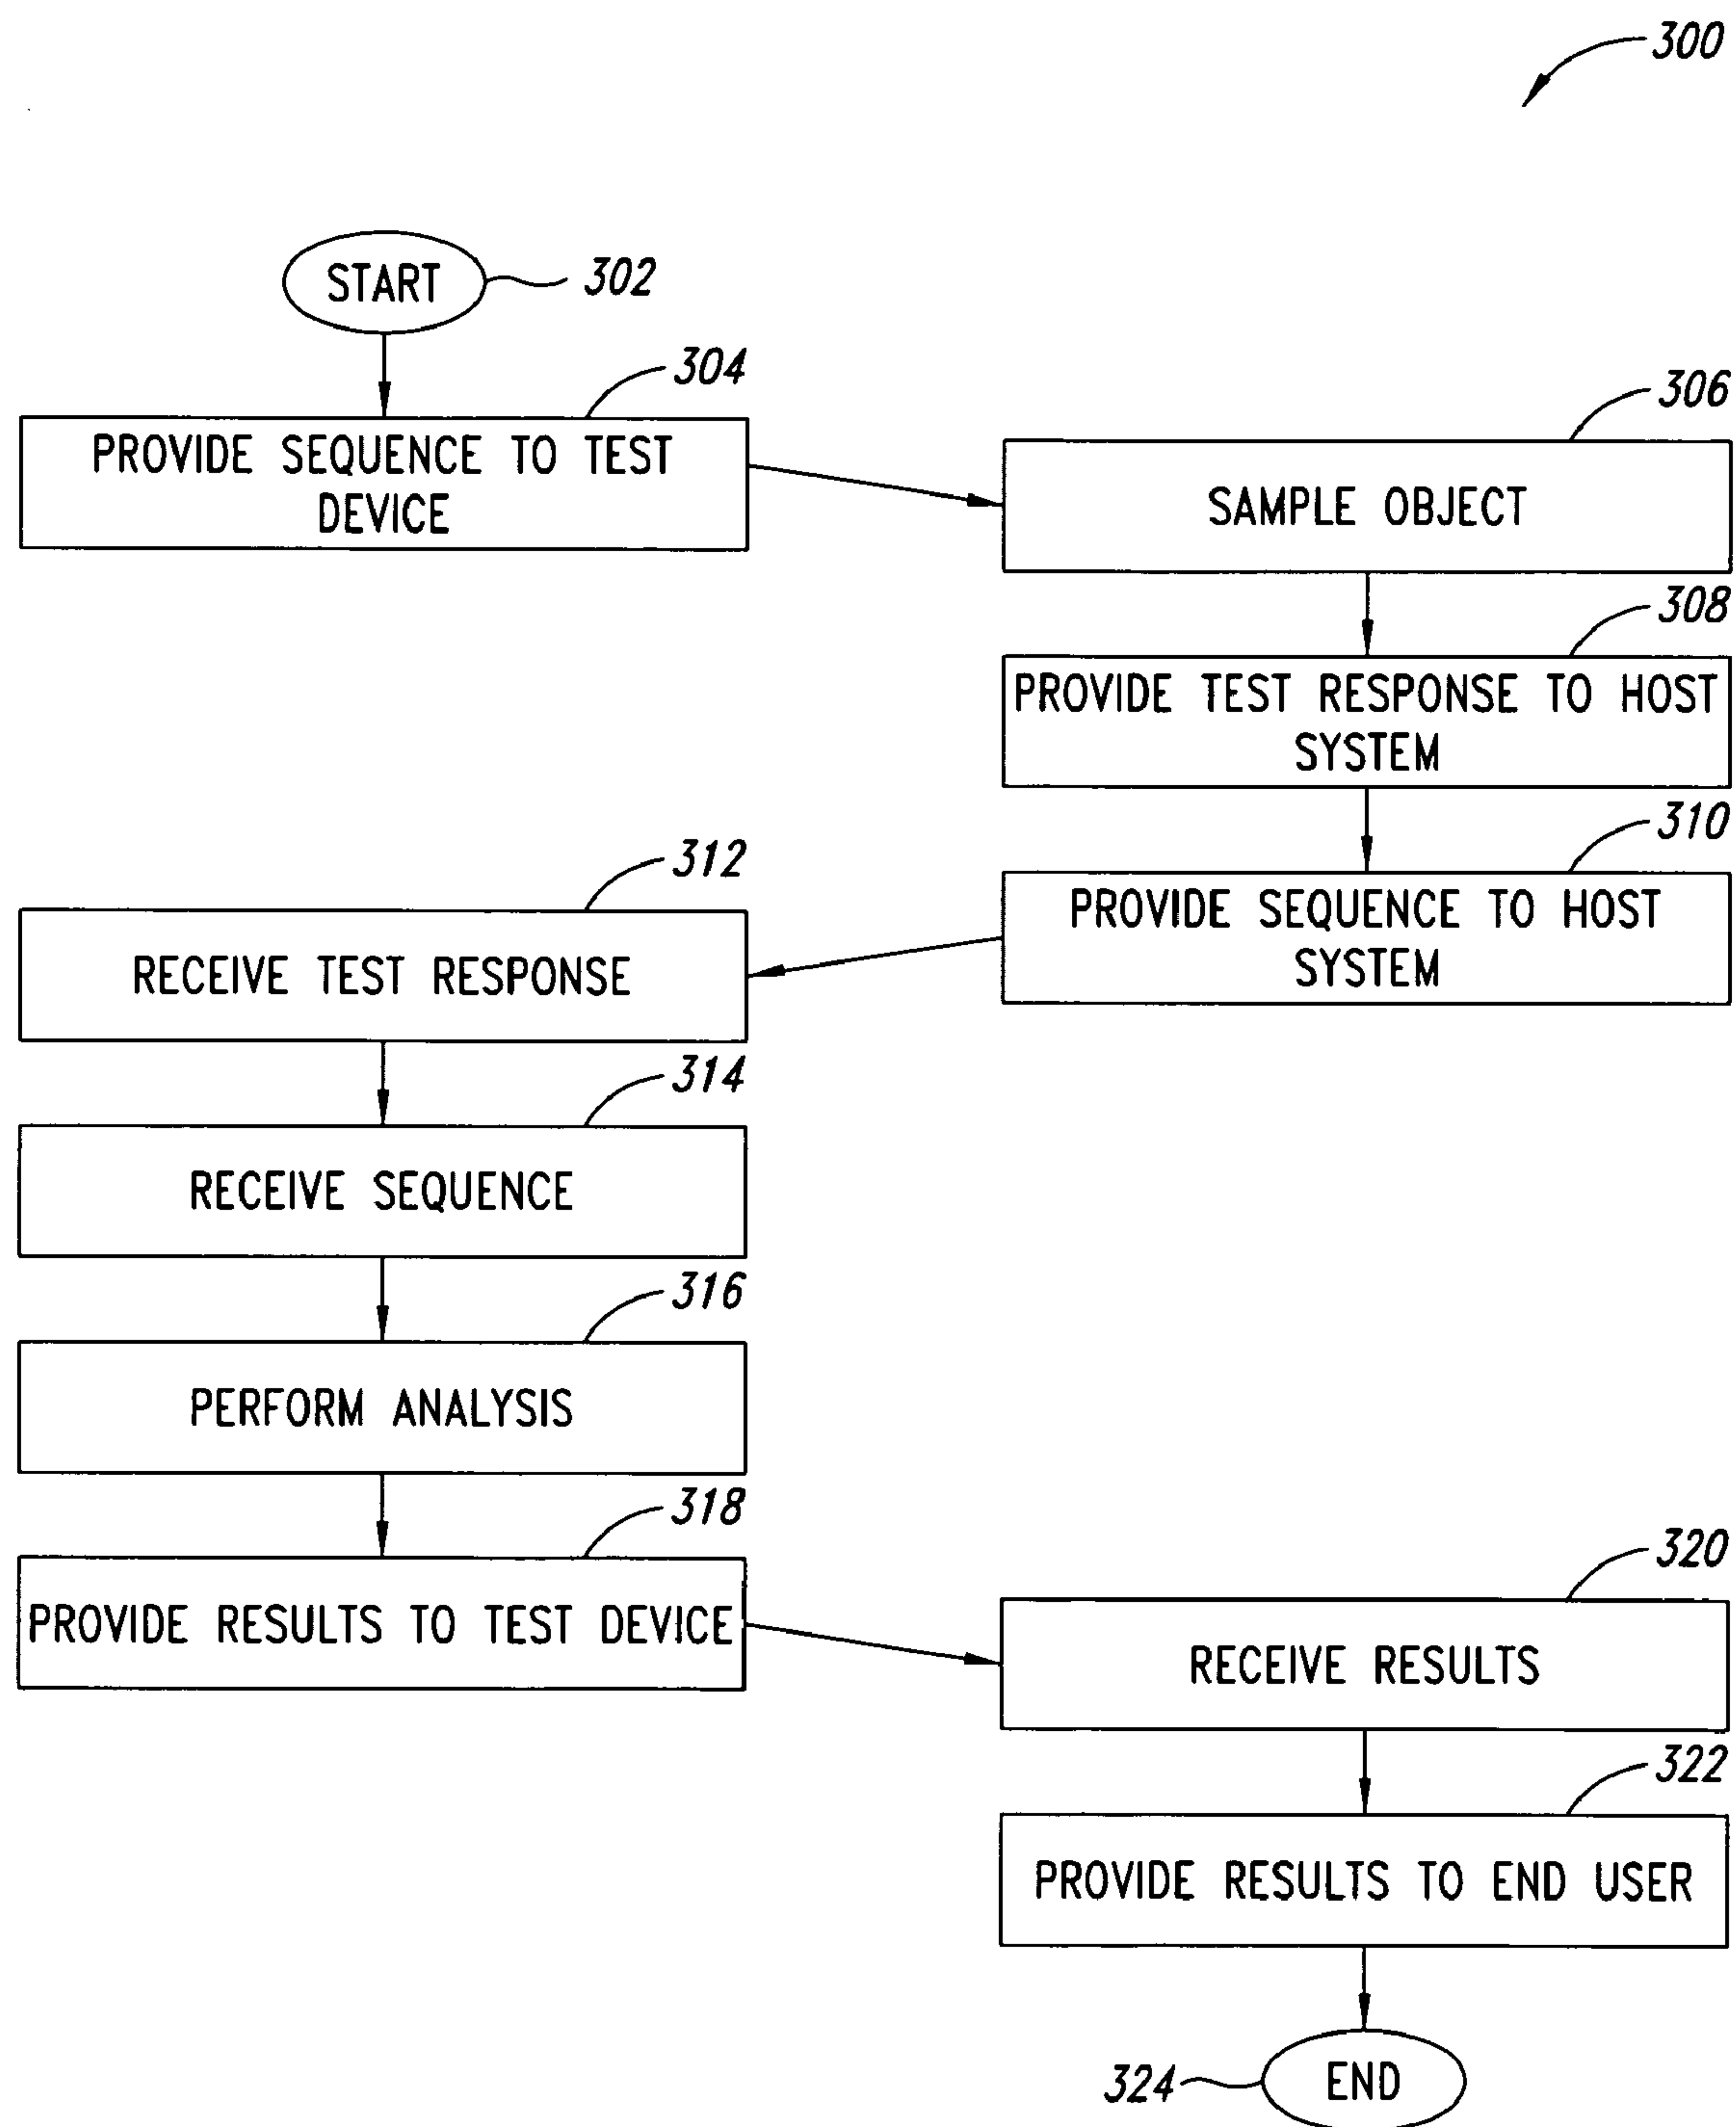 300
START
302
304
PROVIDE SEQUENCE TO TEST
DEVICE
306
SAMPLE OBJECT
308
PROVIDE TEST RESPONSE TO HOST
SYSTEM
310
PROVIDE SEQUENCE TO HOST
SYSTEM
312
RECEIVE TEST RESPONSE
314
RECEIVE SEQUENCE
316
PERFORM ANALYSIS
318
PROVIDE RESULTS TO TEST DEVICE
320
RECEIVE RESULTS
322
PROVIDE RESULTS TO END USER
324
END